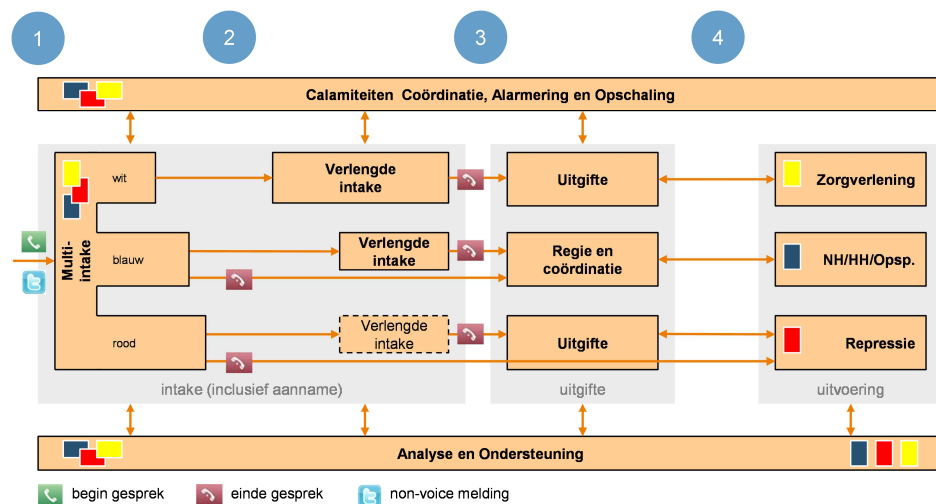 1
2
3
4
Calamiteiten Coördinatie, Alarmering en Opschaling
Multi-
intake
wit
Verlengde
intake
Uitgifte
Zorgverlening
blauw
Verlengde
intake
Regie en
coördinatie
NH/HH/Opsp.
rood
Verlengde
intake
Uitgifte
Repressie
intake (inclusief aanname)
uitgifte
uitvoering
Analyse en Ondersteuning
begin gesprek
einde gesprek
non-voice melding